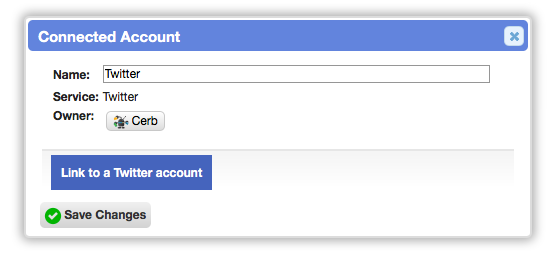 Connected Account
Name: Twitter
Service: Twitter
Owner: Cerb
Link to a Twitter account
Save Changes